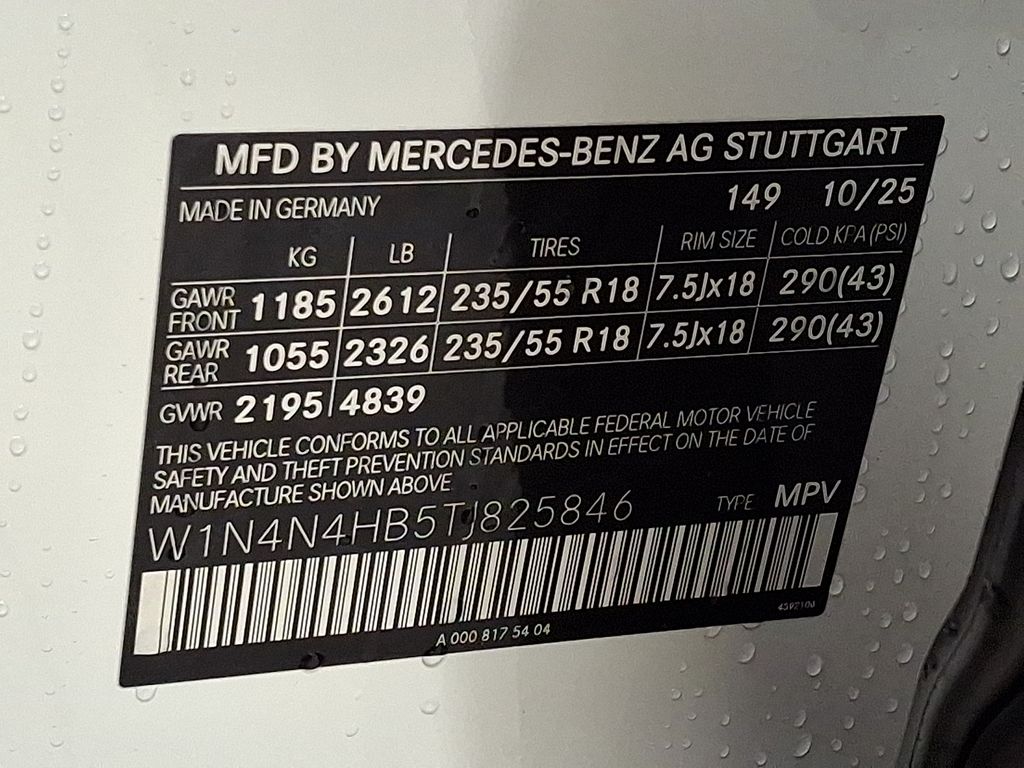 MFD BY MERCEDES-BENZ AG STUTTGART
MADE IN GERMANY 149 10/25
KG LB TIRES RIM SIZE COLD KPA (PSI)
GAWR FRONT 1185 2612 235/55 R18 7.5Jx18 290(43)
GAWR REAR 1055 2326 235/55 R18 7.5Jx18 290(43)
GVWR 2195 4839
THIS VEHICLE CONFORMS TO ALL APPLICABLE FEDERAL MOTOR VEHICLE
SAFETY AND THEFT PREVENTION STANDARDS IN EFFECT ON THE DATE OF
MANUFACTURE SHOWN ABOVE
W1N4N4HB5TJ825846 TYPE MPV
A 000 817 54 04